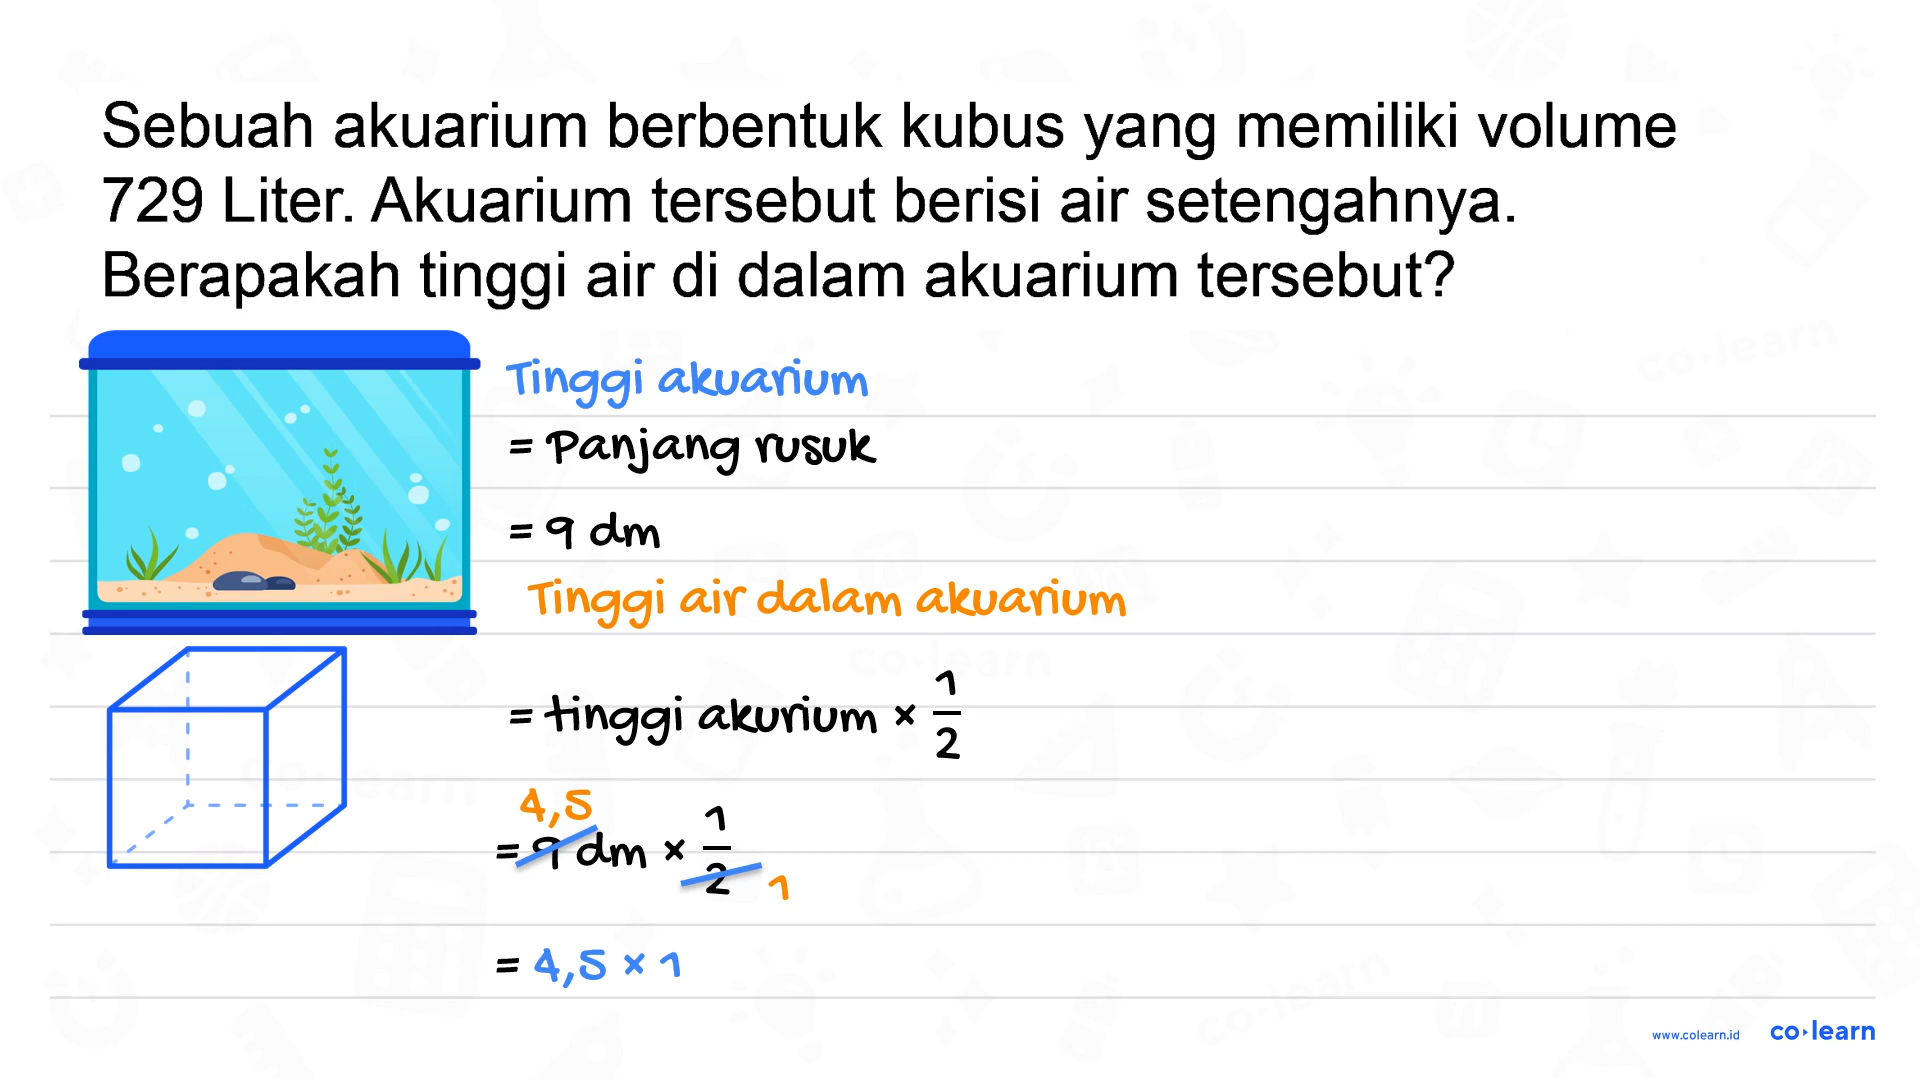 Sebuah akuarium berbentuk kubus yang memiliki volume
729 Liter. Akuarium tersebut berisi air setengahnya.
Berapakah tinggi air di dalam akuarium tersebut?
Tinggi akuarium
= Panjang rusuk
= 9 dm
Tinggi air dalam akuarium
= tinggi akurium × 1/2
4,5
= 9 dm × 1/2 1
= 4,5 × 1
www.colearn.id co·learn